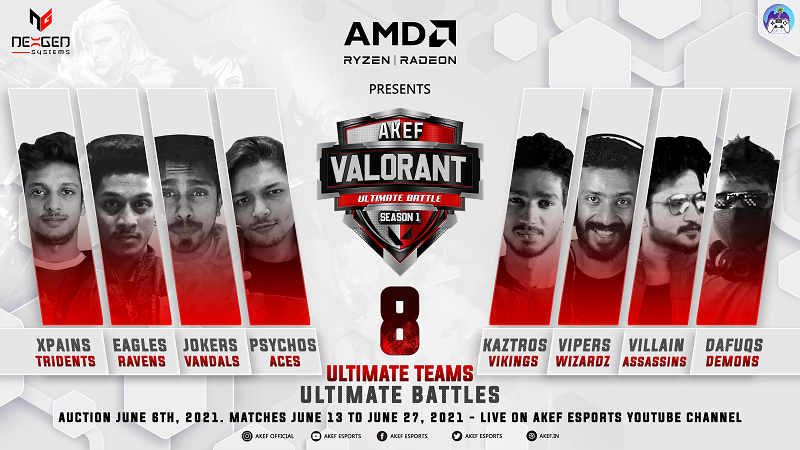 NEXGEN
systems
AMD
RYZEN | RADEON
PRESENTS
AKEF
VALORANT
ULTIMATE BATTLE
SEASON 1
XPAINS
TRIDENTS
EAGLES
RAVENS
JOKERS
VANDALS
PSYCHOS
ACES
KAZTROS
VIKINGS
VIPERS
WIZARDZ
VILLAIN
ASSASSINS
DAFUQS
DEMONS
8
ULTIMATE TEAMS
ULTIMATE BATTLES
AUCTION JUNE 6TH, 2021. MATCHES JUNE 13 TO JUNE 27, 2021 - LIVE ON AKEF ESPORTS YOUTUBE CHANNEL
AKEF OFFICIAL AKEF ESPORTS AKEF ESPORTS AKEF ESPORTS AKEF.IN